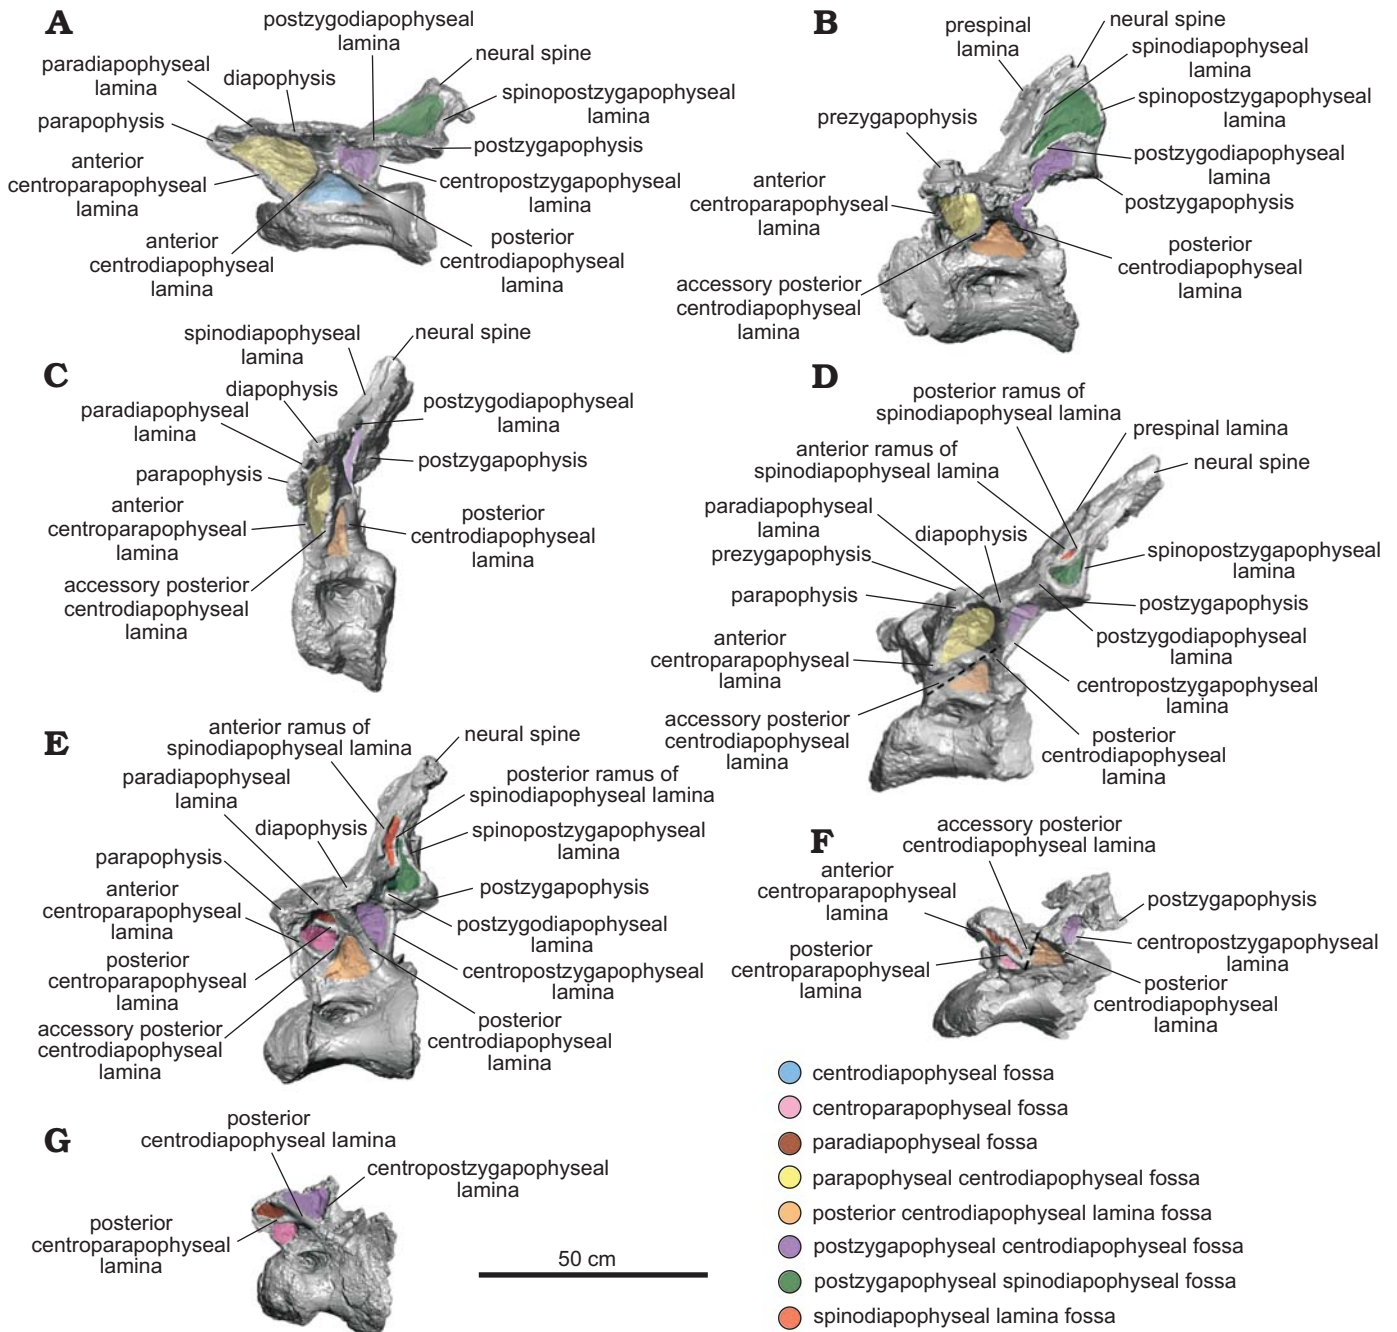 A
postzygodiapophyseal
lamina
neural spine
paradiapophyseal
lamina
diapophysis
spinopostzygapophyseal
lamina
parapophysis
postzygapophysis
anterior
centroparapophyseal
lamina
centropostzygapophyseal
lamina
anterior
centrodiapophyseal
lamina
posterior
centrodiapophyseal
lamina
B
prespinal
lamina
neural spine
spinodiapophyseal
lamina
spinopostzygapophyseal
lamina
prezygapophysis
postzygodiapophyseal
lamina
anterior
centroparapophyseal
lamina
postzygapophysis
posterior
centrodiapophyseal
lamina
accessory posterior
centrodiapophyseal
lamina
C
spinodiapophyseal
lamina
neural spine
diapophysis
paradiapophyseal
lamina
postzygodiapophyseal
lamina
parapophysis
postzygapophysis
anterior
centroparapophyseal
lamina
posterior
centrodiapophyseal
lamina
accessory posterior
centrodiapophyseal
lamina
D
posterior ramus of
spinodiapophyseal lamina
prespinal lamina
anterior ramus of
spinodiapophyseal lamina
neural spine
paradiapophyseal
lamina
diapophysis
prezygapophysis
spinopostzygapophyseal
lamina
parapophysis
postzygapophysis
anterior
centroparapophyseal
lamina
postzygodiapophyseal
lamina
centropostzygapophyseal
lamina
accessory posterior
centrodiapophyseal
lamina
posterior
centrodiapophyseal
lamina
E
anterior ramus of
spinodiapophyseal lamina
neural spine
paradiapophyseal
lamina
posterior ramus of
spinodiapophyseal lamina
diapophysis
spinopostzygapophyseal
lamina
parapophysis
postzygapophysis
anterior
centroparapophyseal
lamina
postzygodiapophyseal
lamina
posterior
centroparapophyseal
lamina
centropostzygapophyseal
lamina
accessory posterior
centrodiapophyseal
lamina
posterior
centrodiapophyseal
lamina
F
accessory posterior
centrodiapophyseal lamina
anterior
centroparapophyseal
lamina
postzygapophysis
posterior
centroparapophyseal
lamina
centropostzygapophyseal
lamina
posterior
centrodiapophyseal
lamina
G
posterior
centrodiapophyseal lamina
centropostzygapophyseal
lamina
posterior
centroparapophyseal
lamina
50 cm
centrodiapophyseal fossa
centroparapophyseal fossa
paradiapophyseal fossa
parapophyseal centrodiapophyseal fossa
posterior centrodiapophyseal lamina fossa
postzygapophyseal centrodiapophyseal fossa
postzygapophyseal spinodiapophyseal fossa
spinodiapophyseal lamina fossa